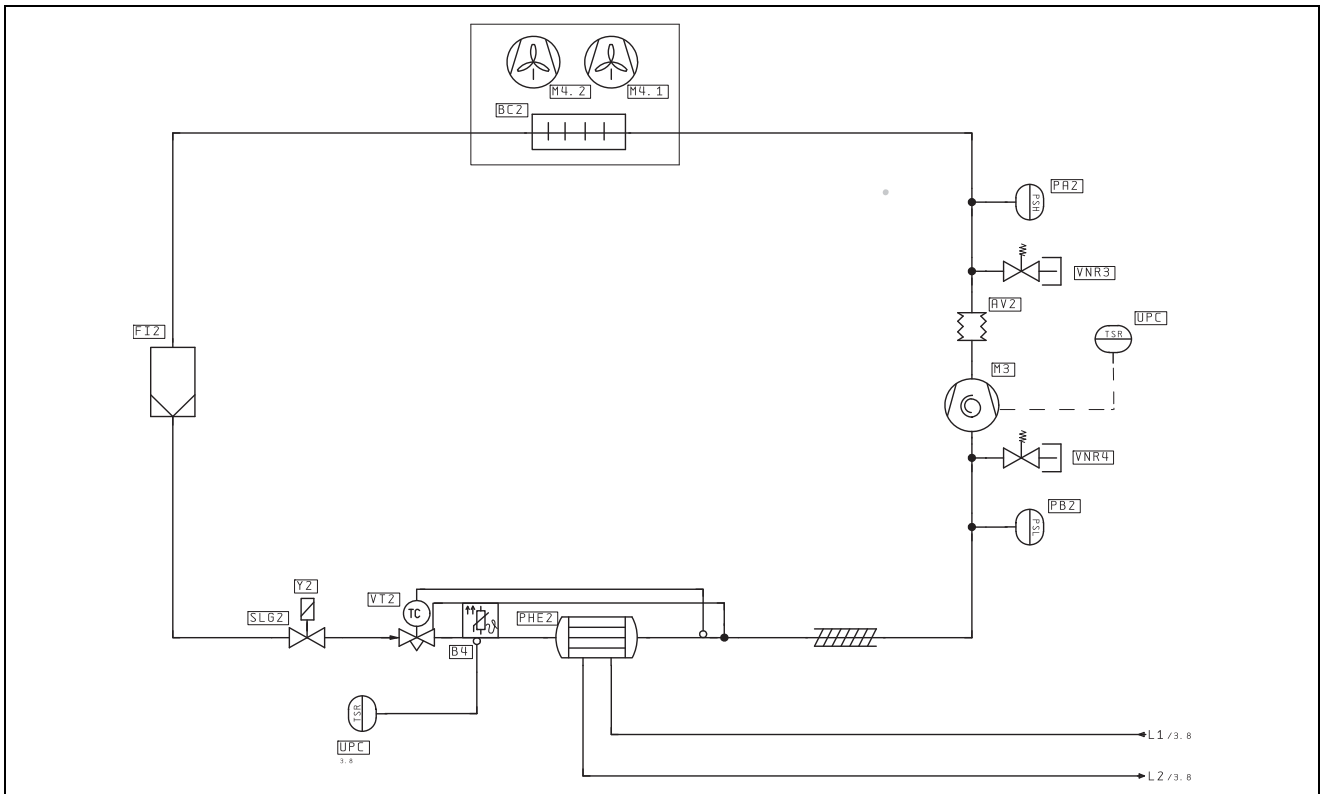 M4.2
M4.1
BC2
PA2
PSH
VNR3
AV2
UPC
TSR
FI2
M3
VNR4
PB2
PSL
Y2
VT2
SLG2
TC
PHE2
B4
TSR
UPC
3.8
L1/3.8
L2/3.8